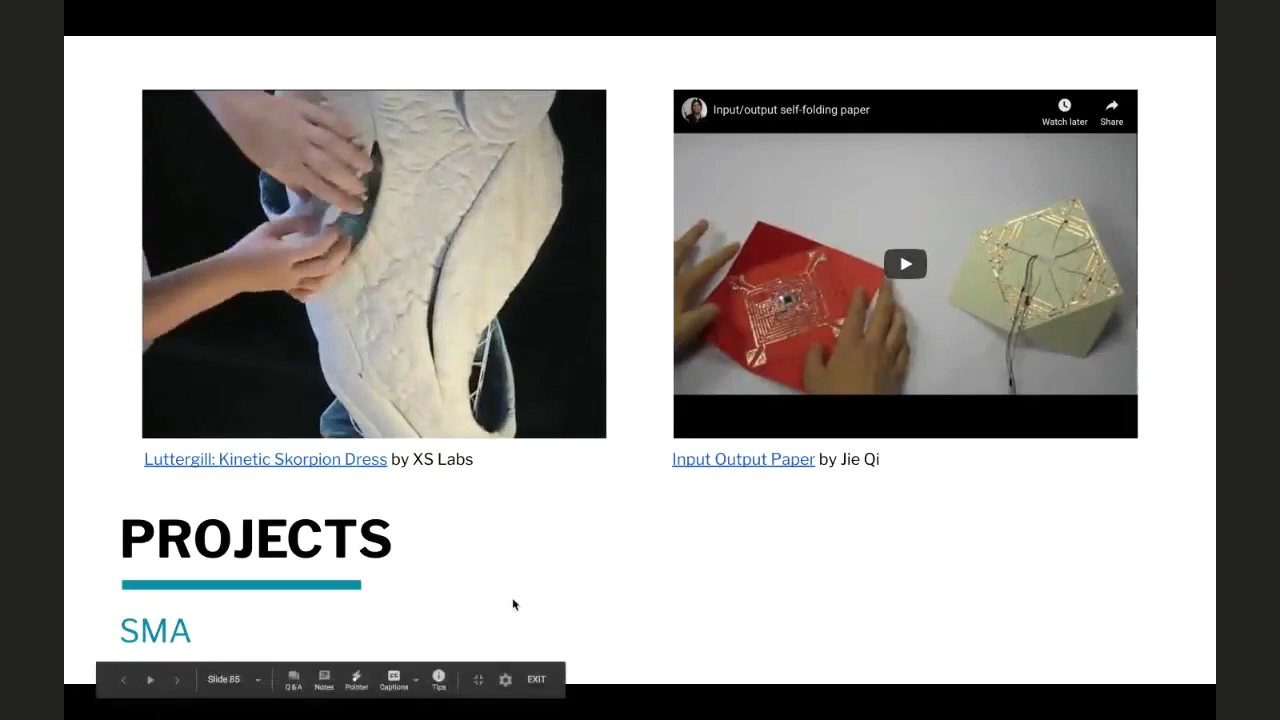 Input/output self-folding paper
Watch later
Share
Luttergill: Kinetic Skorpion Dress by XS Labs
Input Output Paper by Jie Qi
PROJECTS
SMA
Slide 85
Q&A
Notes
Pointer
CC
Captions
Tips
EXIT